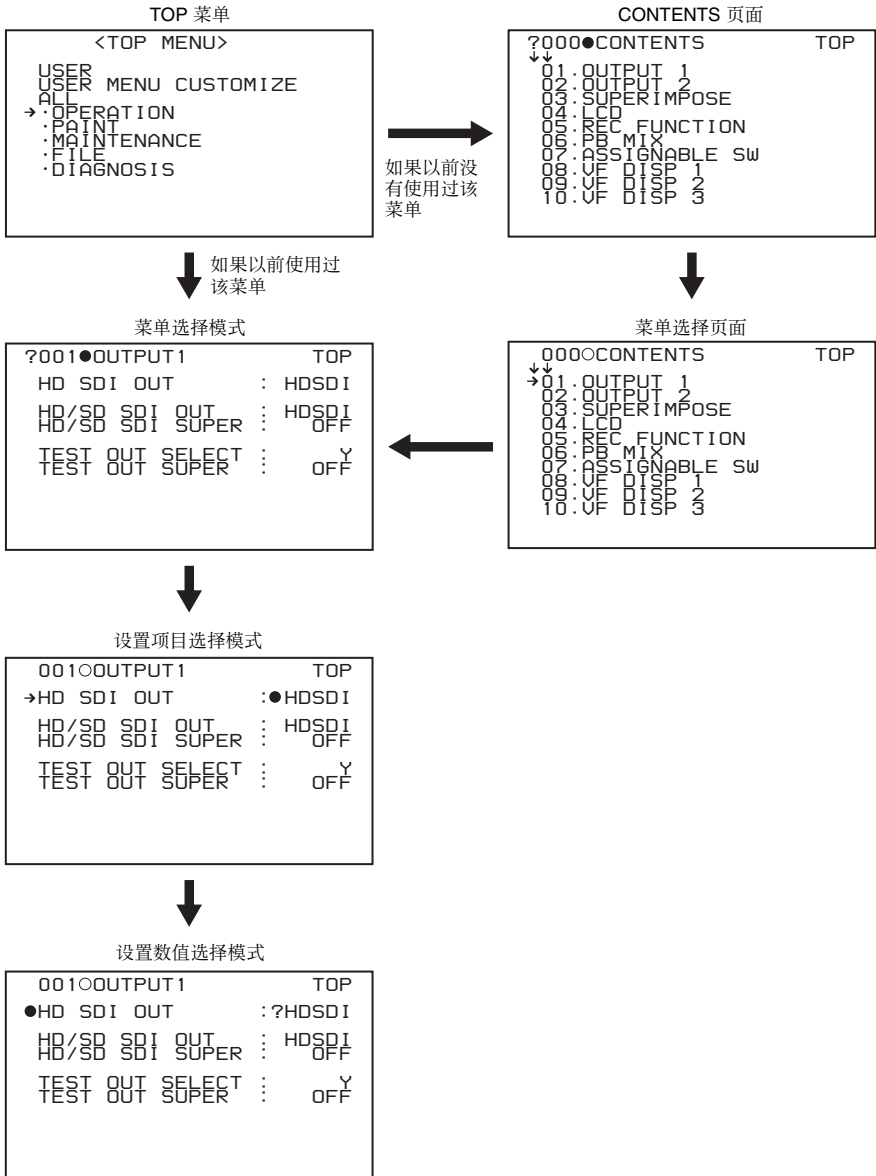 TOP 菜单
<TOP MENU>
USER
USER MENU CUSTOMIZE
ALL
→·OPERATION
·PAINT
·MAINTENANCE
·FILE
·DIAGNOSIS
如果以前没
有使用过该
菜单
CONTENTS 页面
?000●CONTENTS TOP
↓↓
01.OUTPUT 1
02.OUTPUT 2
03.SUPERIMPOSE
04.LCD
05.REC FUNCTION
06.PB MIX
07.ASSIGNABLE SW
08.VF DISP 1
09.VF DISP 2
10.VF DISP 3
如果以前使用过
该菜单
菜单选择模式
?001●OUTPUT1 TOP
HD SDI OUT : HDSDI
HD/SD SDI OUT : HDSDI
HD/SD SDI SUPER : OFF
TEST OUT SELECT : Y
TEST OUT SUPER : OFF
菜单选择页面
000○CONTENTS TOP
↓↓
→01.OUTPUT 1
02.OUTPUT 2
03.SUPERIMPOSE
04.LCD
05.REC FUNCTION
06.PB MIX
07.ASSIGNABLE SW
08.VF DISP 1
09.VF DISP 2
10.VF DISP 3
设置项目选择模式
001○OUTPUT1 TOP
→HD SDI OUT :●HDSDI
HD/SD SDI OUT : HDSDI
HD/SD SDI SUPER : OFF
TEST OUT SELECT : Y
TEST OUT SUPER : OFF
设置数值选择模式
001○OUTPUT1 TOP
●HD SDI OUT :?HDSDI
HD/SD SDI OUT : HDSDI
HD/SD SDI SUPER : OFF
TEST OUT SELECT : Y
TEST OUT SUPER : OFF